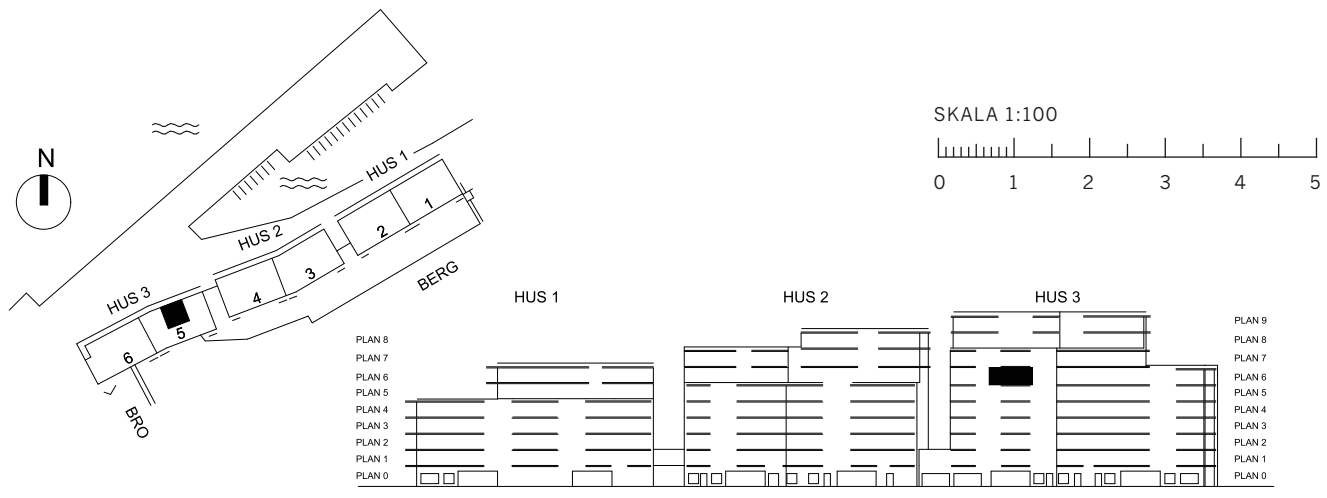 N
HUS 1
HUS 2
HUS 3
1
2
3
4
5
6
BERG
BRO
SKALA 1:100
0 1 2 3 4 5
HUS 1 HUS 2 HUS 3
PLAN 8
PLAN 7
PLAN 6
PLAN 5
PLAN 4
PLAN 3
PLAN 2
PLAN 1
PLAN 0
PLAN 9
PLAN 8
PLAN 7
PLAN 6
PLAN 5
PLAN 4
PLAN 3
PLAN 2
PLAN 1
PLAN 0